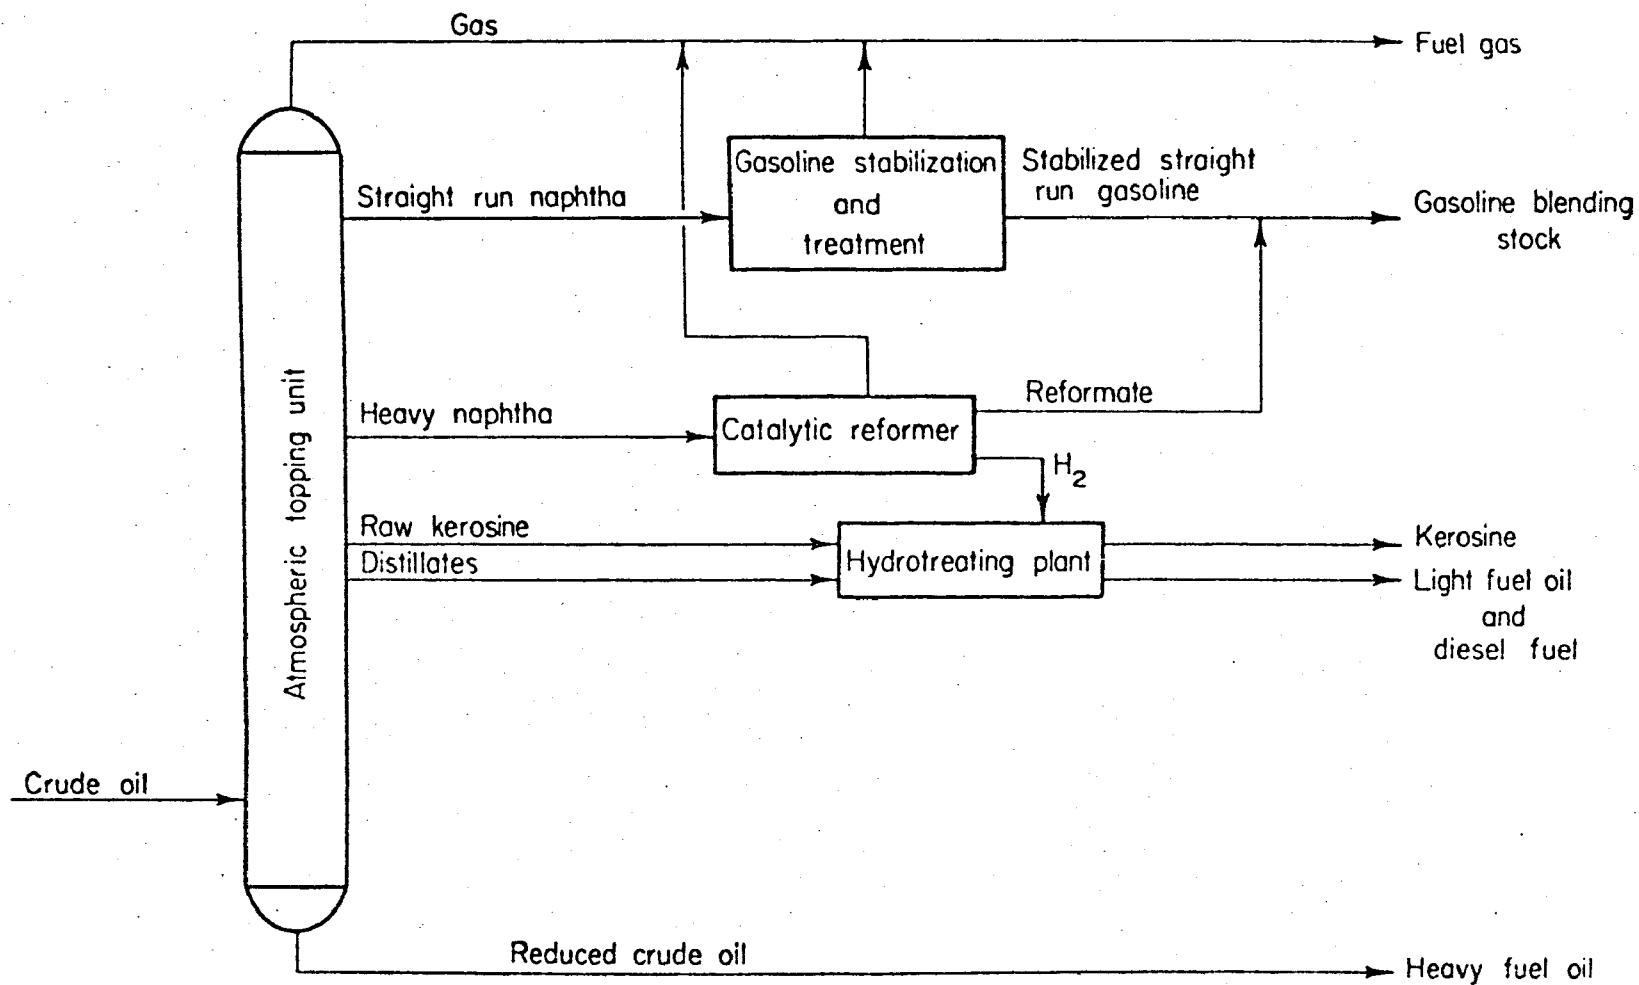 Gas
Fuel gas
Gasoline stabilization
and
treatment
Stabilized straight
run gasoline
Straight run naphtha
Gasoline blending
stock
Atmospheric topping unit
Heavy naphtha
Catalytic reformer
Reformate
H2
Raw kerosine
Distillates
Hydrotreating plant
Kerosine
Light fuel oil
and
diesel fuel
Crude oil
Reduced crude oil
Heavy fuel oil